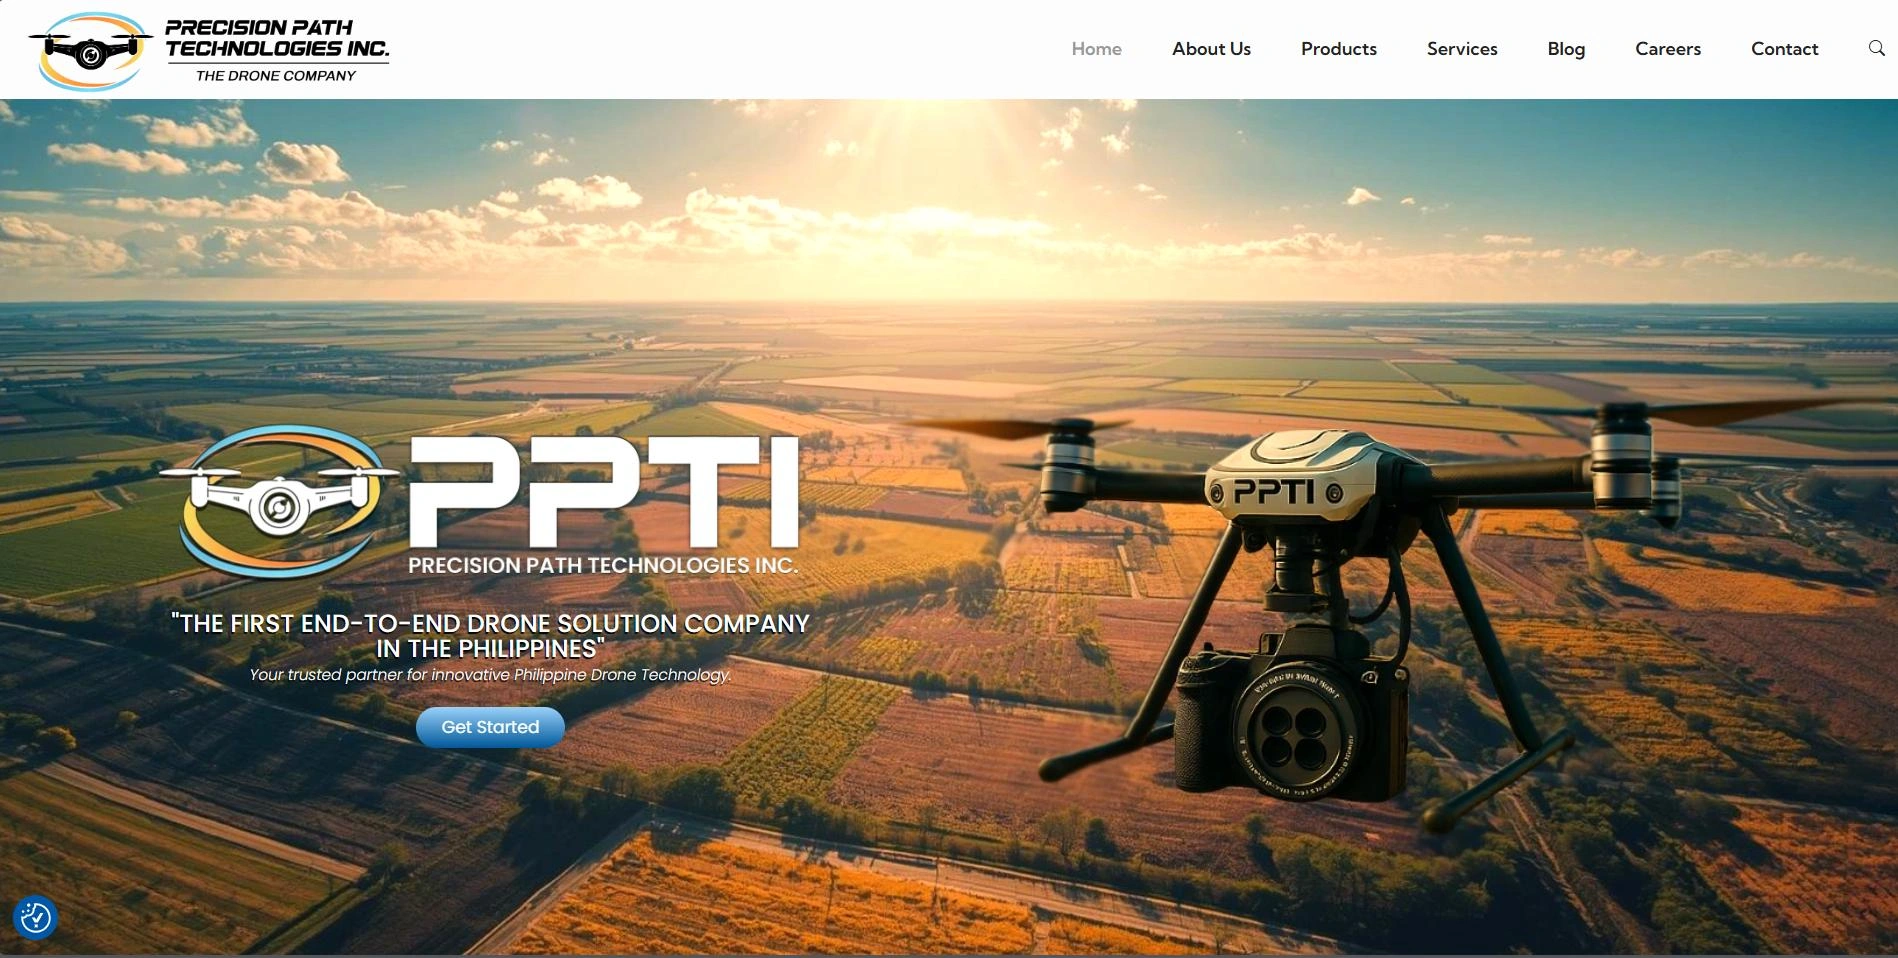 PRECISION PATH
TECHNOLOGIES INC.
THE DRONE COMPANY
Home About Us Products Services Blog Careers Contact
PPTI
PRECISION PATH TECHNOLOGIES INC.
"THE FIRST END-TO-END DRONE SOLUTION COMPANY
IN THE PHILIPPINES"
Your trusted partner for innovative Philippine Drone Technology.
Get Started
PPTI